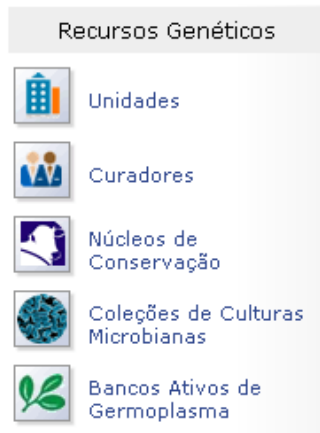 Recursos Genéticos
Unidades
Curadores
Núcleos de
Conservação
Coleções de Culturas
Microbianas
Bancos Ativos de
Germoplasma